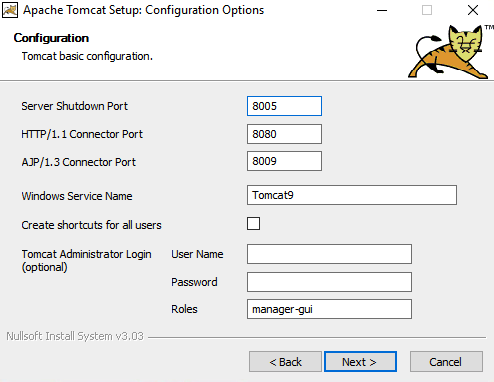 Apache Tomcat Setup: Configuration Options
Configuration
Tomcat basic configuration.
TM
Server Shutdown Port 8005
HTTP/1.1 Connector Port 8080
AJP/1.3 Connector Port 8009
Windows Service Name Tomcat9
Create shortcuts for all users
Tomcat Administrator Login User Name
(optional)
Password
Roles manager-gui
Nullsoft Install System v3.03
< Back Next > Cancel